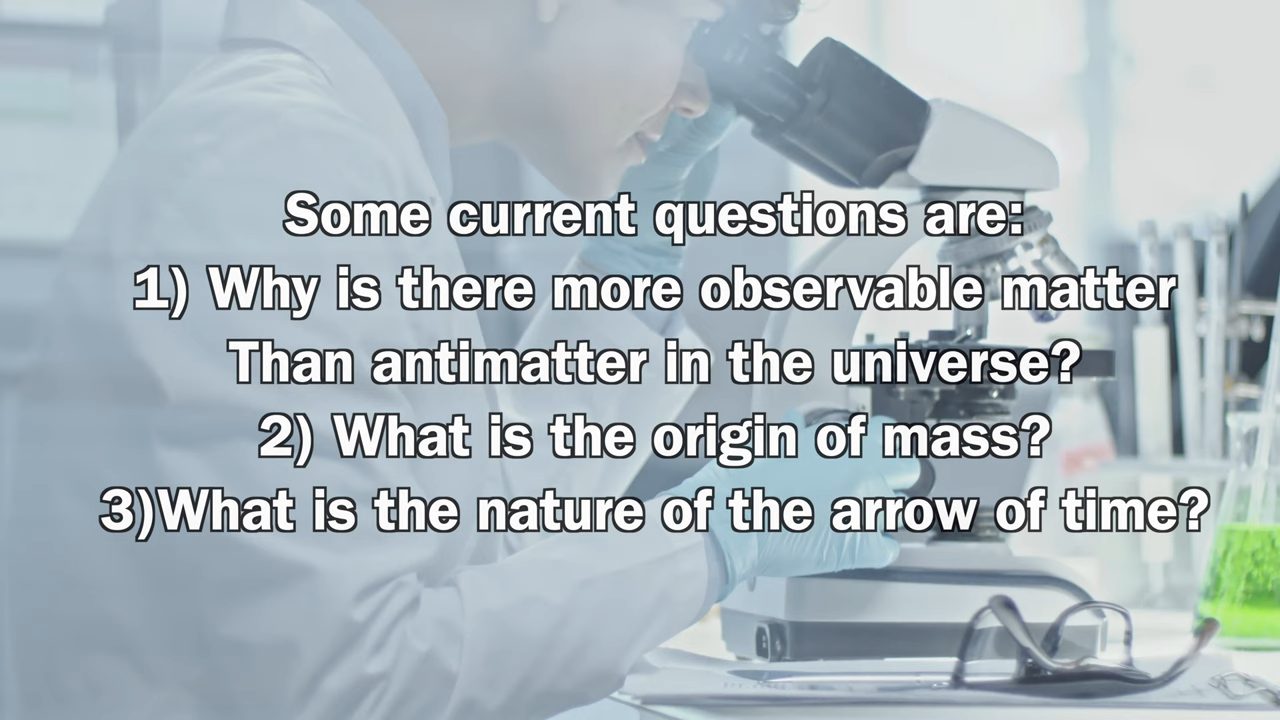 Some current questions are:
1) Why is there more observable matter
Than antimatter in the universe?
2) What is the origin of mass?
3)What is the nature of the arrow of time?